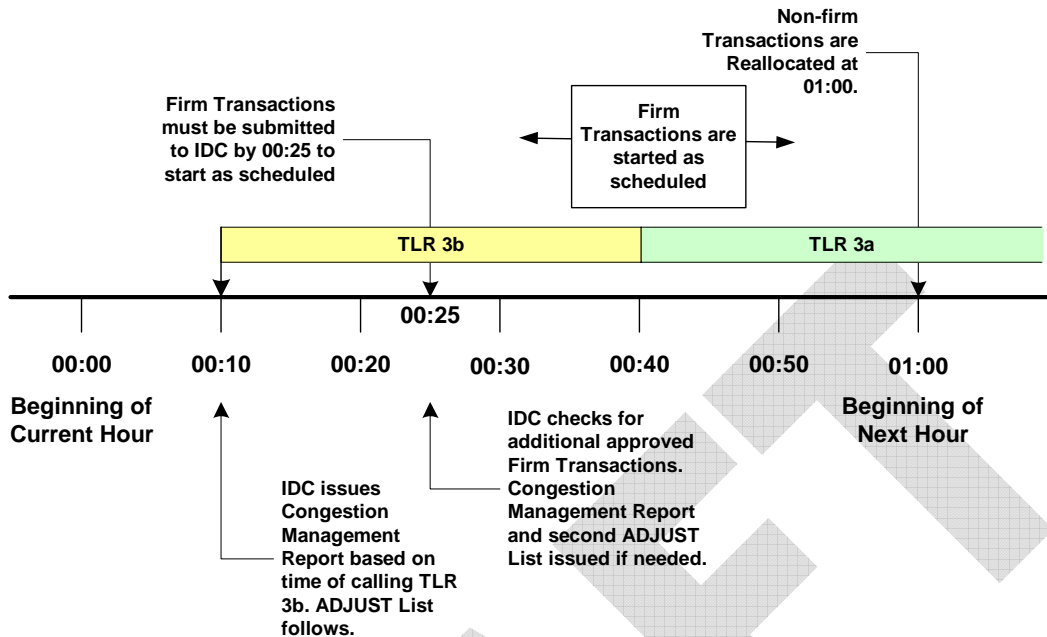 Non-firm
Transactions are
Reallocated at
01:00.
Firm Transactions
must be submitted
to IDC by 00:25 to
start as scheduled
Firm
Transactions are
started as
scheduled
TLR 3b
TLR 3a
00:25
00:00
00:10
00:20
00:30
00:40
00:50
01:00
Beginning of
Current Hour
Beginning of
Next Hour
IDC issues
Congestion
Management
Report based on
time of calling TLR
3b. ADJUST List
follows.
IDC checks for
additional approved
Firm Transactions.
Congestion
Management Report
and second ADJUST
List issued if needed.